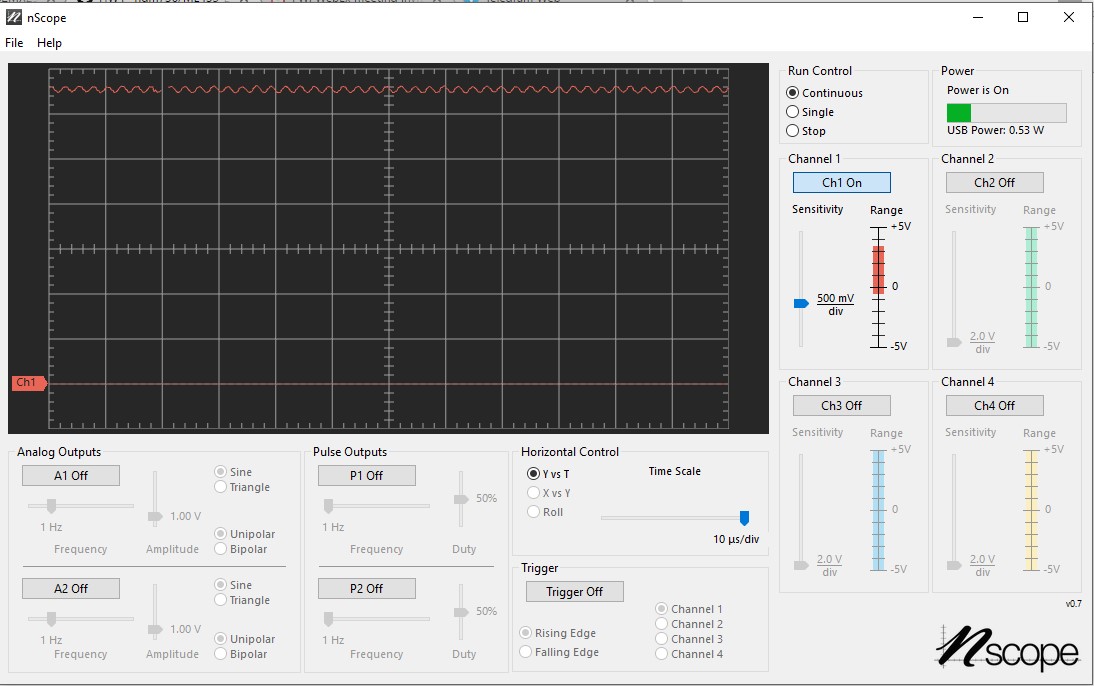 nScope
File Help
Run Control
Continuous
Single
Stop
Power
Power is On
USB Power: 0.53 W
Channel 1
Ch1 On
Sensitivity
Range
+5V
0
-5V
500 mV
div
Channel 2
Ch2 Off
Sensitivity
Range
+5V
0
-5V
2.0 V
div
Ch1
Channel 3
Ch3 Off
Sensitivity
Range
+5V
0
-5V
2.0 V
div
Channel 4
Ch4 Off
Sensitivity
Range
+5V
0
-5V
2.0 V
div
Analog Outputs
A1 Off
Sine
Triangle
1 Hz
1.00 V
Unipolar
Bipolar
Frequency
Amplitude
A2 Off
Sine
Triangle
1 Hz
1.00 V
Unipolar
Bipolar
Frequency
Amplitude
Pulse Outputs
P1 Off
50%
1 Hz
Frequency
Duty
P2 Off
50%
1 Hz
Frequency
Duty
Horizontal Control
Y vs T
X vs Y
Roll
Time Scale
10 µs/div
Trigger
Trigger Off
Rising Edge
Falling Edge
Channel 1
Channel 2
Channel 3
Channel 4
v0.7
nscope